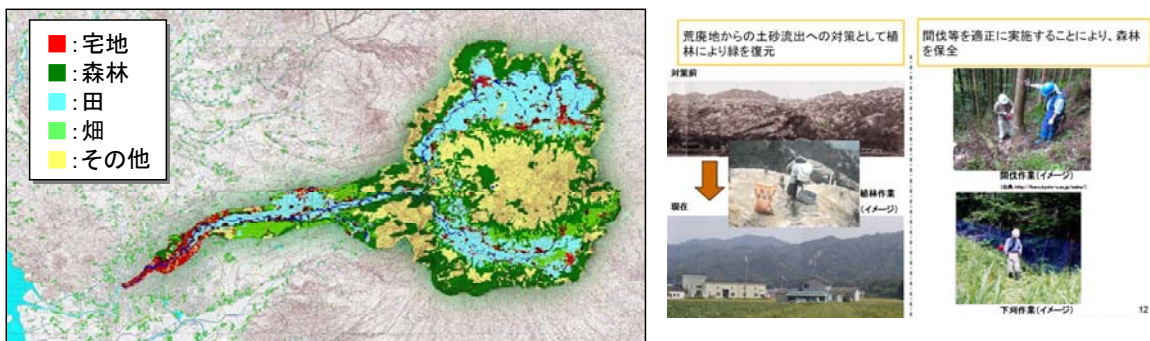 ■:宅地
■:森林
■:田
■:畑
■:その他
荒廃地からの土砂流出への対策として植
林により緑を復元
対策前
植林作業
(イメージ)
現在
間伐等を適正に実施することにより、森林
を保全
間伐作業(イメージ)
下刈作業(イメージ)
12